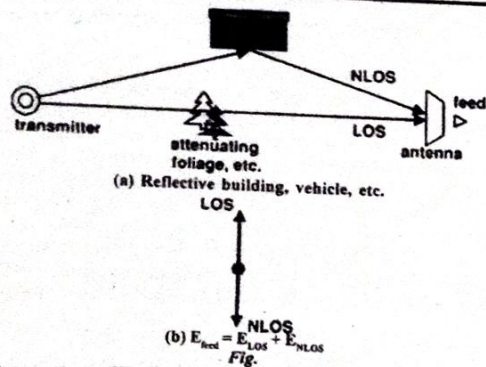 NLOS
feed
transmitter
LOS
antenna
attenuating
foliage, etc.
(a) Reflective building, vehicle, etc.
LOS
NLOS
(b) E_feed = E_LOS + E_NLOS
Fig.